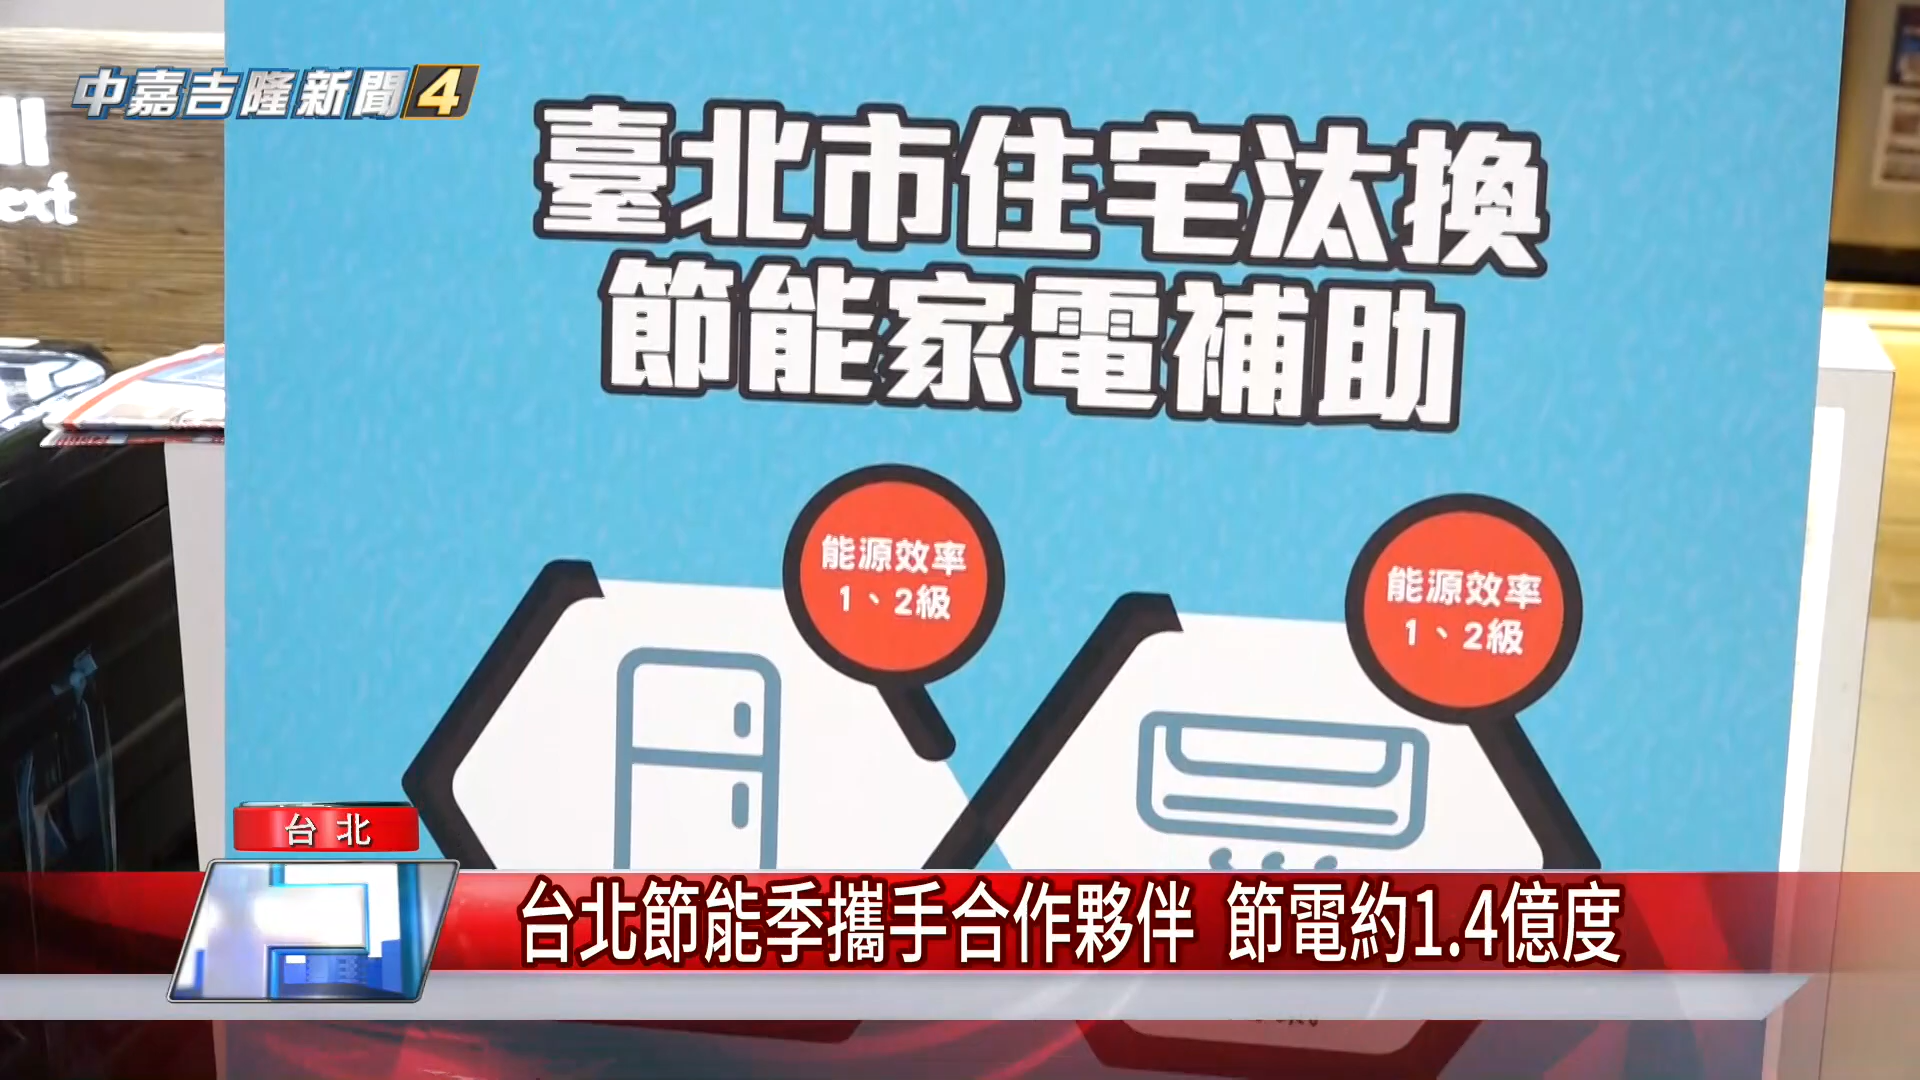 中嘉吉隆新聞4
臺北市住宅汰換
節能家電補助
能源效率
1、2級
能源效率
1、2級
ext
台北
台北節能季攜手合作夥伴 節電約1.4億度